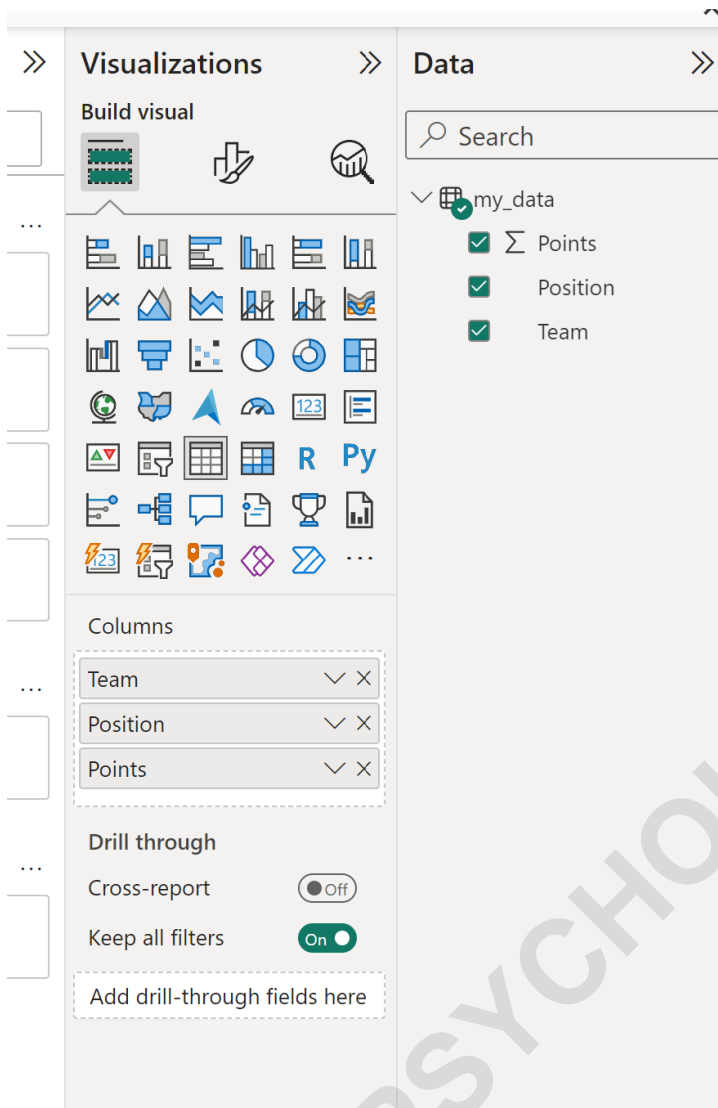 Visualizations
Build visual
123
R
Py
123
Columns
Team
Position
Points
Drill through
Cross-report
Off
Keep all filters
On
Add drill-through fields here
Data
Search
my_data
Σ Points
Position
Team